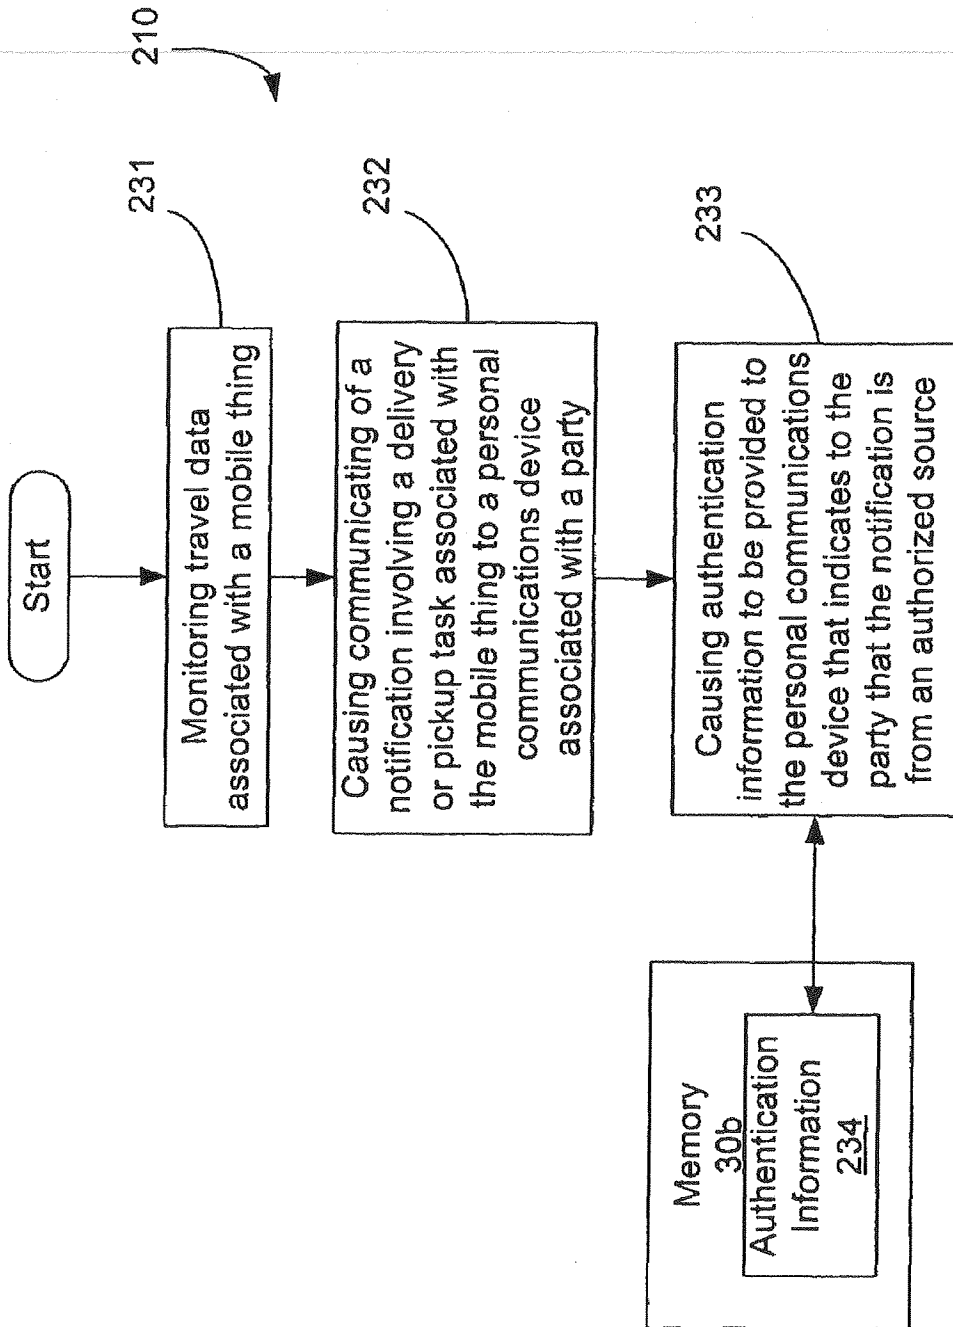 210
Start
231
Monitoring travel data
associated with a mobile thing
232
Causing communicating of a
notification involving a delivery
or pickup task associated with
the mobile thing to a personal
communications device
associated with a party
233
Causing authentication
information to be provided to
the personal communications
device that indicates to the
party that the notification is
from an authorized source
Memory
30b
Authentication
Information
234